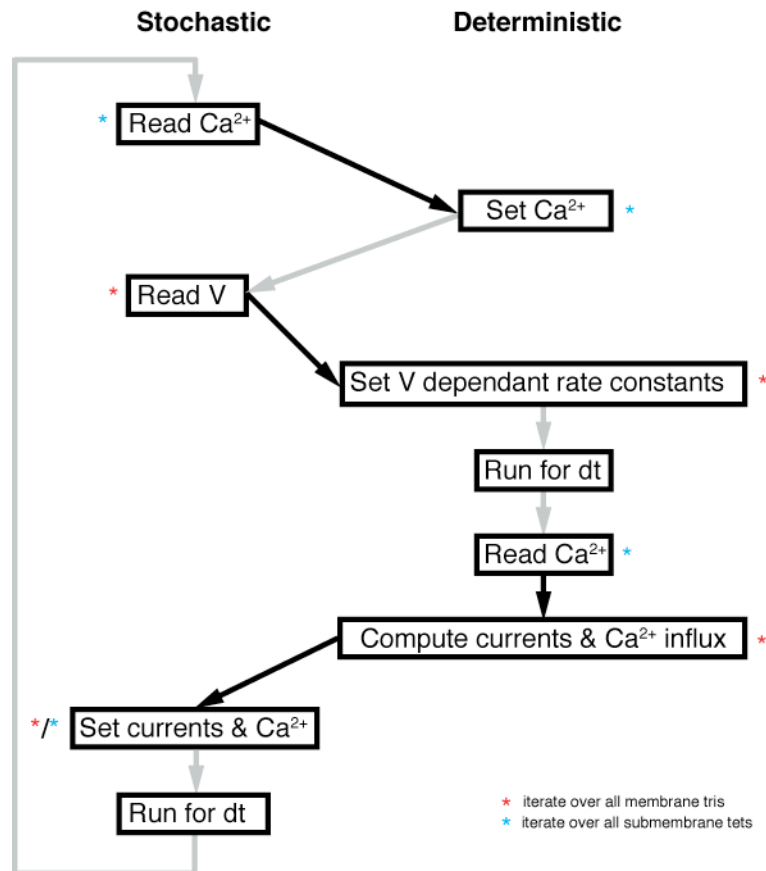 Stochastic Deterministic
* Read Ca²⁺
Set Ca²⁺ *
* Read V
Set V dependant rate constants *
Run for dt
Read Ca²⁺ *
Compute currents & Ca²⁺ influx *
*/* Set currents & Ca²⁺
Run for dt
* iterate over all membrane tris
* iterate over all submembrane tets